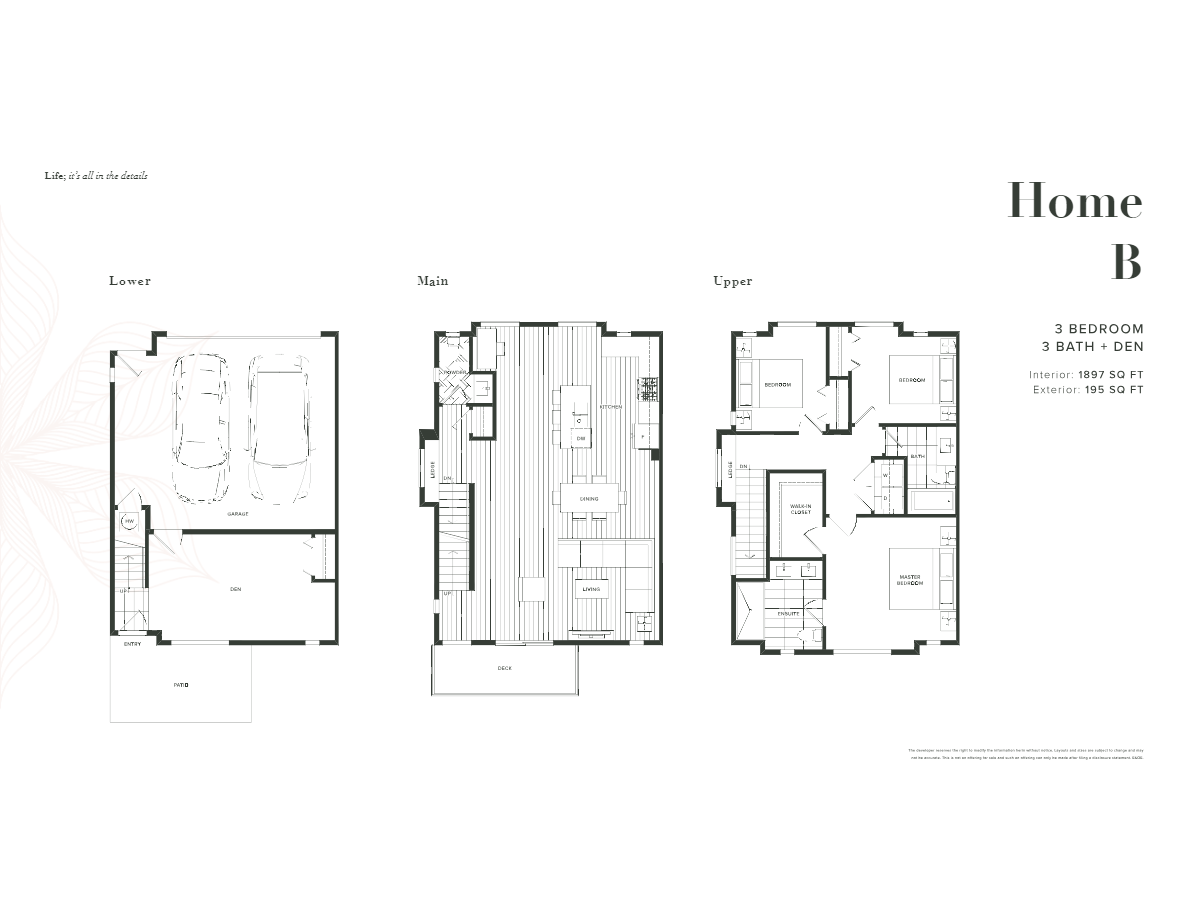 Life; it's all in the details
Home
B
3 BEDROOM
3 BATH + DEN
Interior: 1897 SQ FT
Exterior: 195 SQ FT
Lower
GARAGE
HW
UP
DEN
ENTRY
PATIO
Main
POWDER
KITCHEN
DW
F
LEDGE
DN
DINING
LIVING
UP
DECK
Upper
BEDROOM
BEDROOM
BATH
LEDGE
DN
W
D
WALK-IN
CLOSET
MASTER
BEDROOM
ENSUITE
The developer reserves the right to modify the information herein without notice. Layouts and sizes are subject to change and may
not be accurate. This is not an offering for sale and such an offering can only be made after filing a disclosure statement. E&OE.